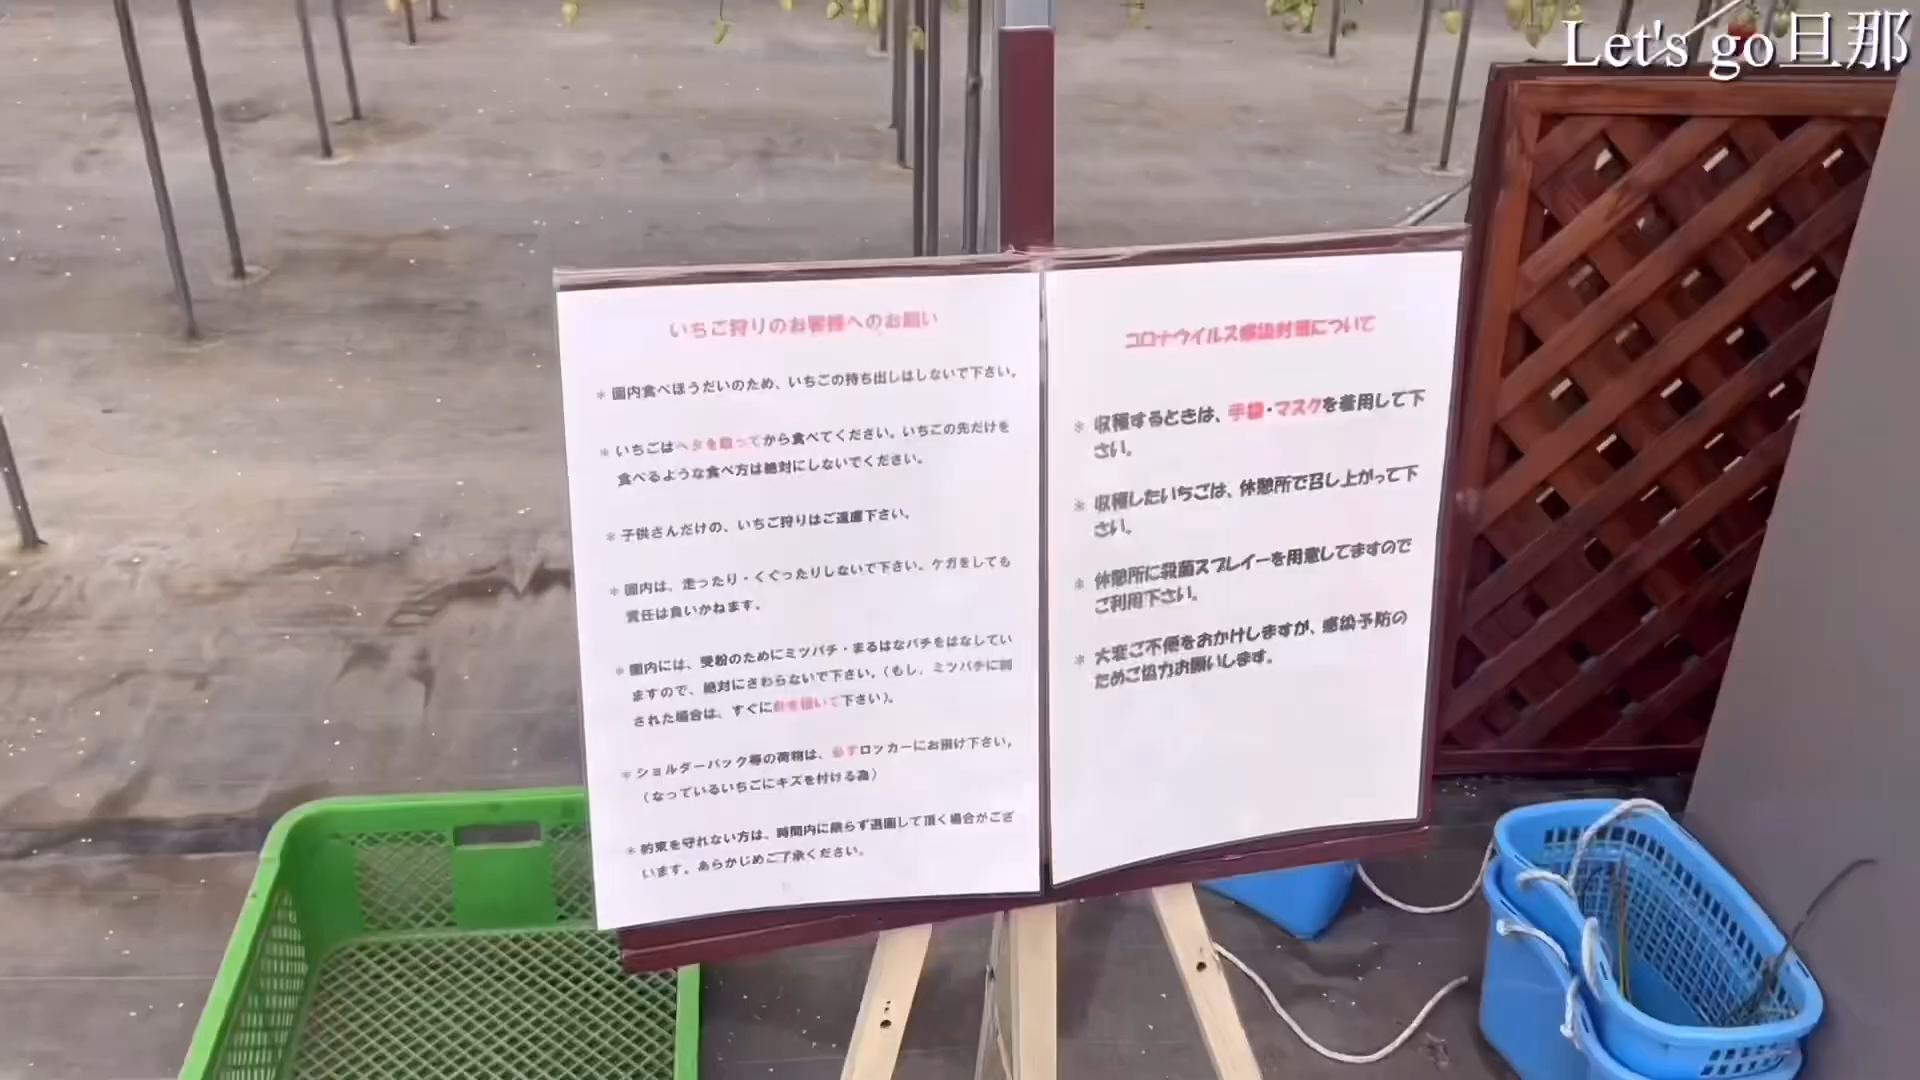 Let's go旦那
いちご狩りのお客様へのお願い
＊園内食べほうだいのため、いちごの持ち出しはしないで下さい。
＊いちごはヘタを取ってから食べてください。いちごの先だけを
食べるような食べ方は絶対にしないでください。
＊子供さんだけの、いちご狩りはご遠慮下さい。
＊園内は、走ったり・くぐったりしないで下さい。ケガをしても
責任は負いかねます。
＊園内には、受粉のためにミツバチ・まるはなバチをはなしてい
ますので、絶対にさわらないで下さい。（もし、ミツバチに刺
された場合は、すぐに針を抜いて下さい）。
＊ショルダーバック等の荷物は、必ずロッカーにお預け下さい。
（なっているいちごにキズを付ける為）
＊約束を守れない方は、時間内に限らず退園して頂く場合がござ
います。あらかじめご了承ください。
コロナウイルス感染対策について
＊ 収穫するときは、手袋・マスクを着用して下
さい。
＊ 収穫したいちごは、休憩所で召し上がって下
さい。
＊ 休憩所に殺菌スプレイーを用意してますので
ご利用下さい。
＊ 大変ご不便をおかけしますが、感染予防の
ためご協力お願いします。